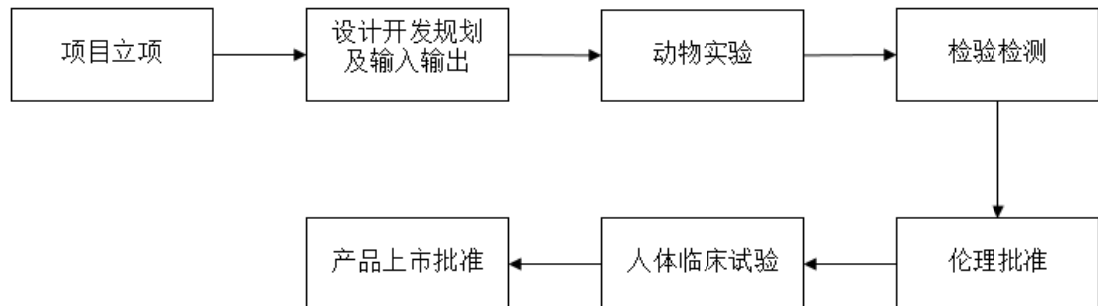 项目立项
设计开发规划
及输入输出
动物实验
检验检测
伦理批准
人体临床试验
产品上市批准